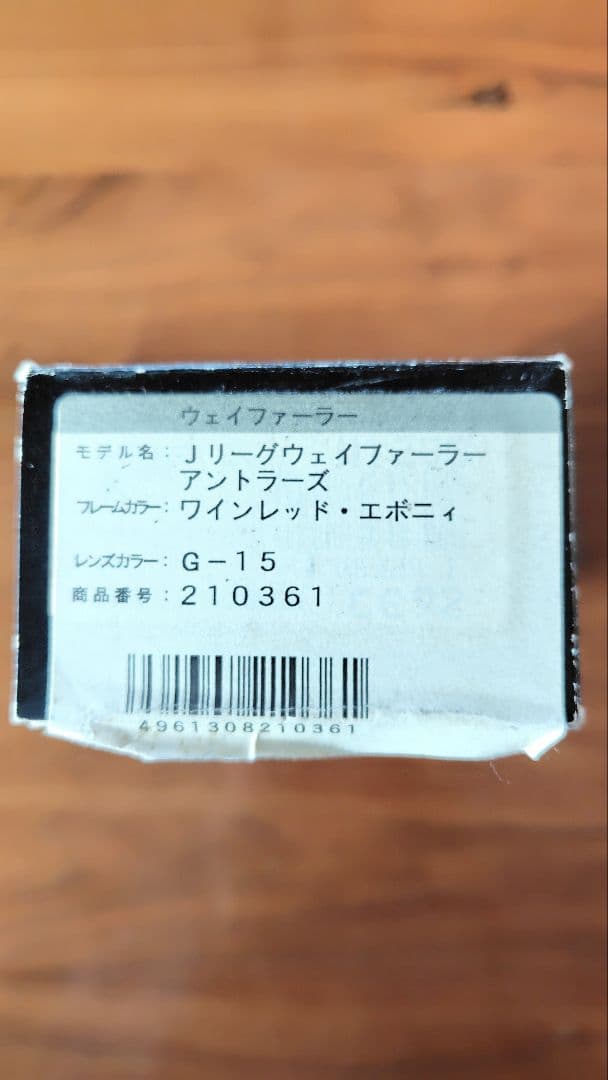 ウェイファーラー
モデル名：Ｊリーグウェイファーラー
アントラーズ
フレームカラー：ワインレッド・エボニィ
レンズカラー：Ｇ－１５
商品番号：２１０３６１
4961308210361